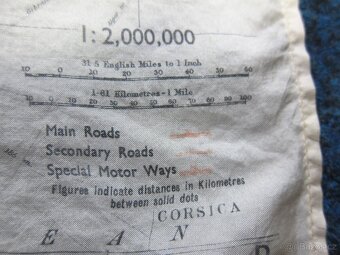 1:2,000,000
31·5 English Miles to 1 Inch
10 0 10 20 30 40 50
1·61 Kilometres = 1 Mile
10 0 10 20 30 40 50 60 70 80 90 100
Main Roads
Secondary Roads
Special Motor Ways
Figures indicate distances in Kilometres
between solid dots
CORSICA
E A N